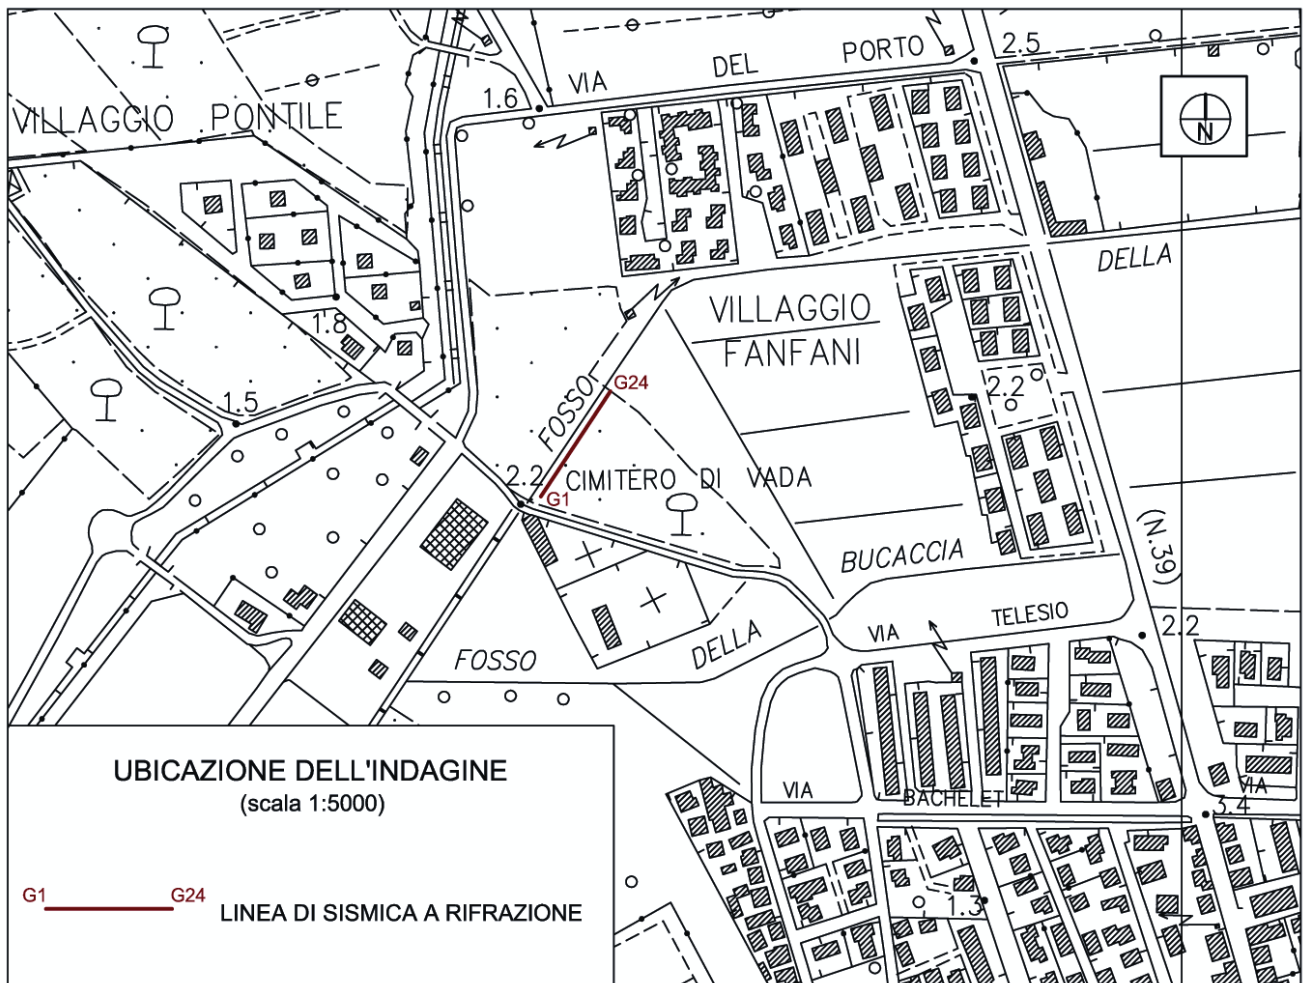 2.5
VIA DEL PORTO
1.6
VILLAGGIO PONTILE
N
DELLA
VILLAGGIO
FANFANI
1.8
G24
2.2
1.5
FOSSO
2.2 CIMITERO DI VADA
G1
(N.39)
BUCACCIA
VIA TELESIO
2.2
FOSSO DELLA
UBICAZIONE DELL'INDAGINE
(scala 1:5000)
VIA BACHELET
VIA
3.4
G1 G24
LINEA DI SISMICA A RIFRAZIONE
1.3